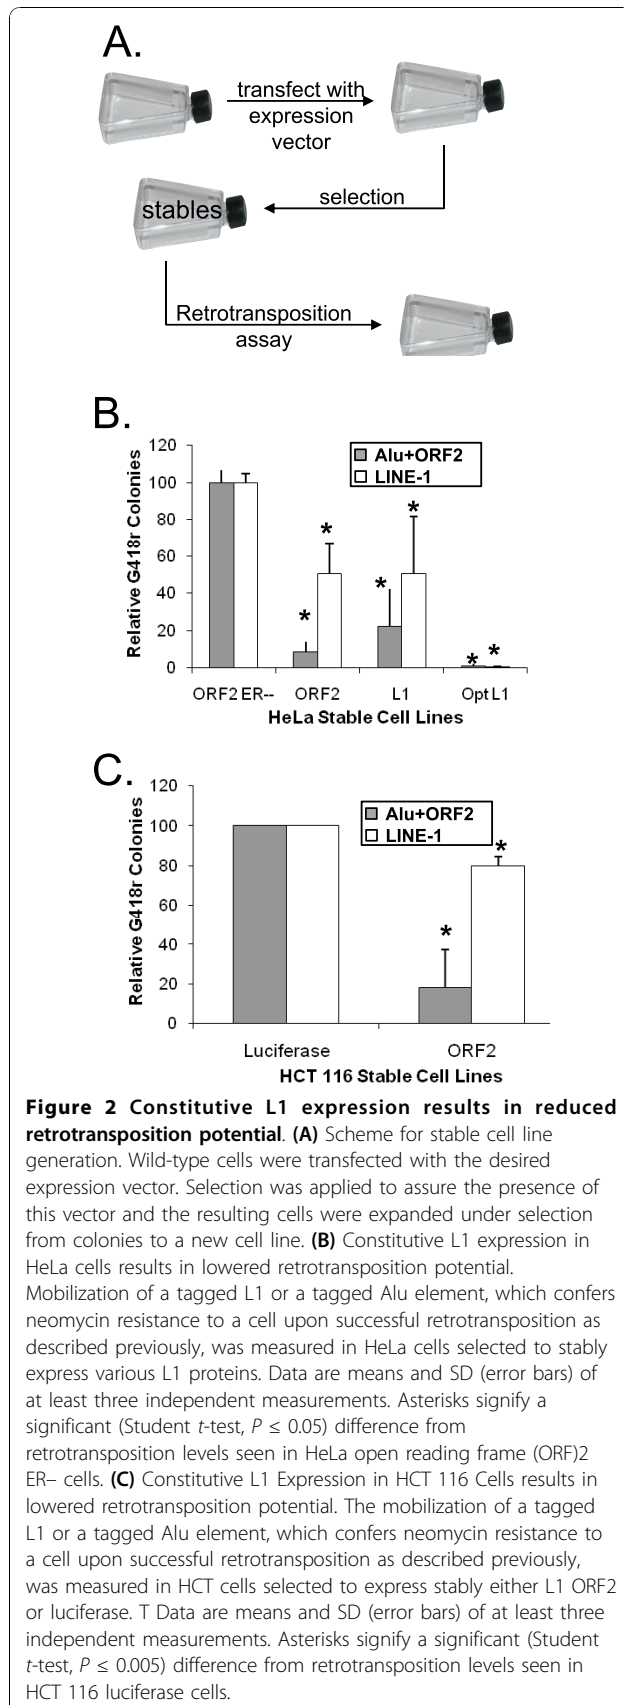 A.
transfect with
expression
vector
stables
selection
Retrotransposition
assay
B.
Relative G418r Colonies
120
100
80
60
40
20
0
Alu+ORF2
LINE-1
*
*
*
*
*
*
ORF2 ER--
ORF2
L1
Opt L1
HeLa Stable Cell Lines
C.
Relative G418r Colonies
120
100
80
60
40
20
0
Alu+ORF2
LINE-1
*
*
Luciferase
ORF2
HCT 116 Stable Cell Lines
Figure 2 Constitutive L1 expression results in reduced
retrotransposition potential. (A) Scheme for stable cell line
generation. Wild-type cells were transfected with the desired
expression vector. Selection was applied to assure the presence of
this vector and the resulting cells were expanded under selection
from colonies to a new cell line. (B) Constitutive L1 expression in
HeLa cells results in lowered retrotransposition potential.
Mobilization of a tagged L1 or a tagged Alu element, which confers
neomycin resistance to a cell upon successful retrotransposition as
described previously, was measured in HeLa cells selected to stably
express various L1 proteins. Data are means and SD (error bars) of
at least three independent measurements. Asterisks signify a
significant (Student t-test, P ≤ 0.05) difference from
retrotransposition levels seen in HeLa open reading frame (ORF)2
ER– cells. (C) Constitutive L1 Expression in HCT 116 Cells results in
lowered retrotransposition potential. The mobilization of a tagged
L1 or a tagged Alu element, which confers neomycin resistance to
a cell upon successful retrotransposition as described previously,
was measured in HCT cells selected to express stably either L1 ORF2
or luciferase. T Data are means and SD (error bars) of at least three
independent measurements. Asterisks signify a significant (Student
t-test, P ≤ 0.005) difference from retrotransposition levels seen in
HCT 116 luciferase cells.